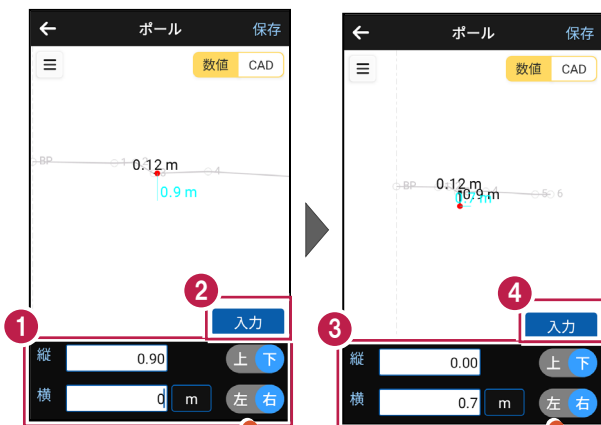 ポール
保存
数値 CAD
BP
1
2
0.12 m
4
0.9 m
2
入力
1
縦 0.90 上 下
横 0 m 左 右
ポール
保存
数値 CAD
BP
0.12 m
0.9 m
0.7 m
4
5
6
4
入力
3
縦 0.00 上 下
横 0.7 m 左 右